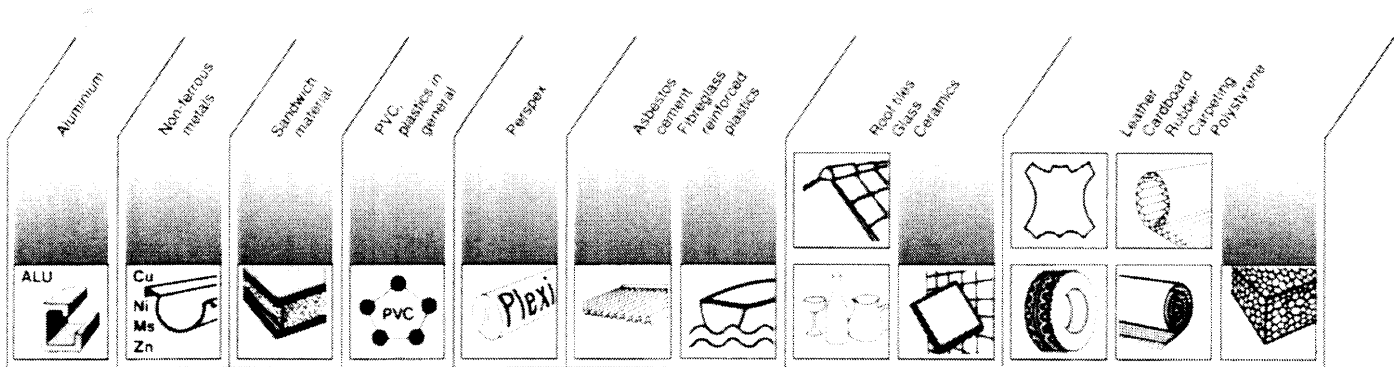 Aluminium
Non-ferrous
metals
Sandwich
material
PVC,
plastics in
general
Perspex
Asbestos
cement
Fibreglass
reinforced
plastics
Roof tiles
Glass
Ceramics
Leather
Cardboard
Rubber
Carpeting
Polystyrene
ALU
Cu
Ni
Ms
Zn
PVC
Plexi